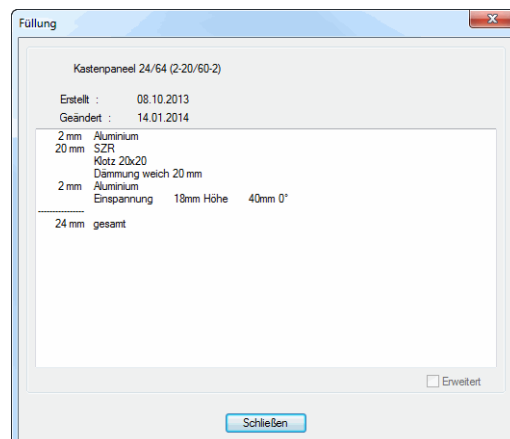 Füllung
Kastenpaneel 24/64 (2-20/60-2)
Erstellt : 08.10.2013
Geändert : 14.01.2014
2 mm Aluminium
20 mm SZR
Klotz 20x20
Dämmung weich 20 mm
2 mm Aluminium
Einspannung 18mm Höhe 40mm 0°
---------------
24 mm gesamt
Erweitert
Schließen